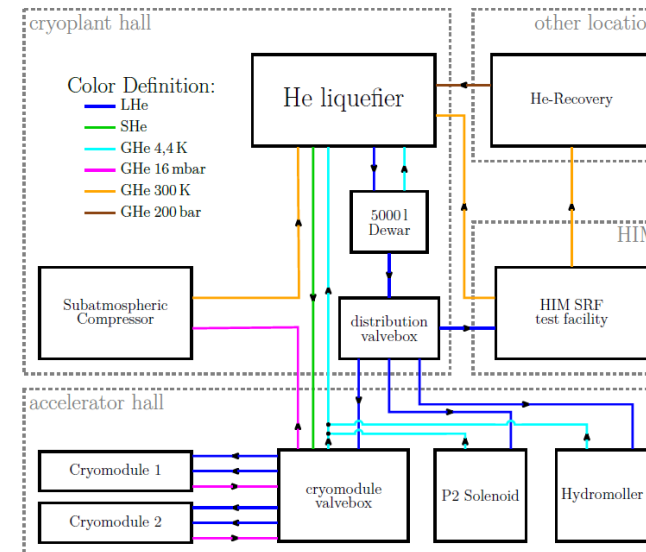 cryoplant hall
other locatio
Color Definition:
LHe
SHe
GHe 4,4 K
GHe 16 mbar
GHe 300 K
GHe 200 bar
He liquefier
He-Recovery
5000 l
Dewar
HIM
Subatmospheric
Compressor
distribution
valvebox
HIM SRF
test facility
accelerator hall
Cryomodule 1
Cryomodule 2
cryomodule
valvebox
P2 Solenoid
Hydromoller